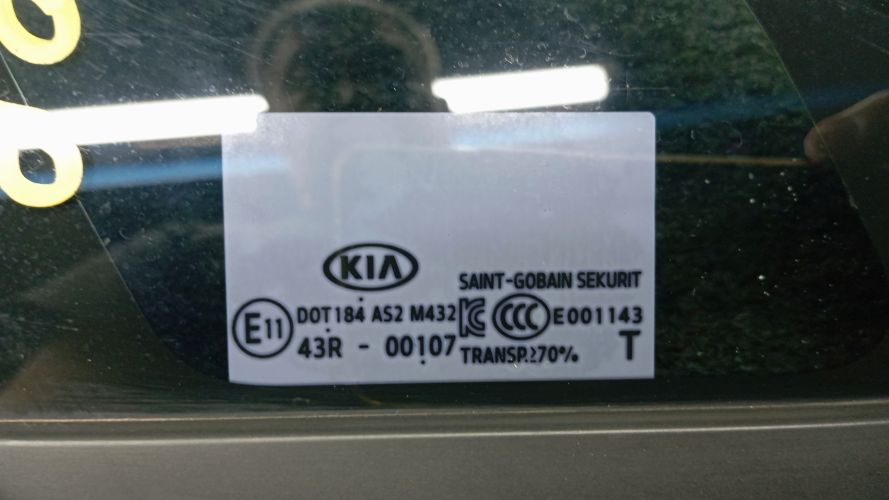 KIA
SAINT-GOBAIN SEKURIT
E11 DOT184 AS2 M432 KC CCC E001143
43R - 00107 TRANSP.≥70% T